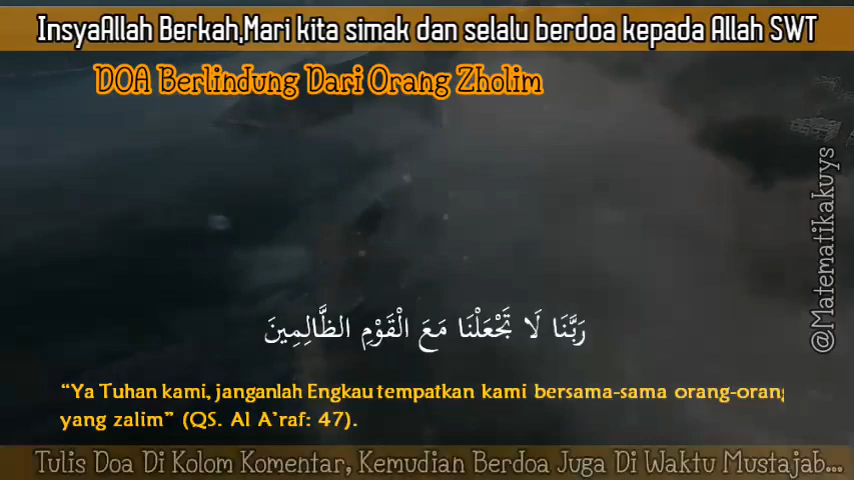 InsyaAllah Berkah,Mari kita simak dan selalu berdoa kepada Allah SWT
DOA Berlindung Dari Orang Zholim
@Matematikakuys
رَبَّنَا لَا تَجْعَلْنَا مَعَ الْقَوْمِ الظَّالِمِينَ
“Ya Tuhan kami, janganlah Engkau tempatkan kami bersama-sama orang-orang
yang zalim” (QS. Al A`raf: 47).
Tulis Doa Di Kolom Komentar, Kemudian Berdoa Juga Di Waktu Mustajab...